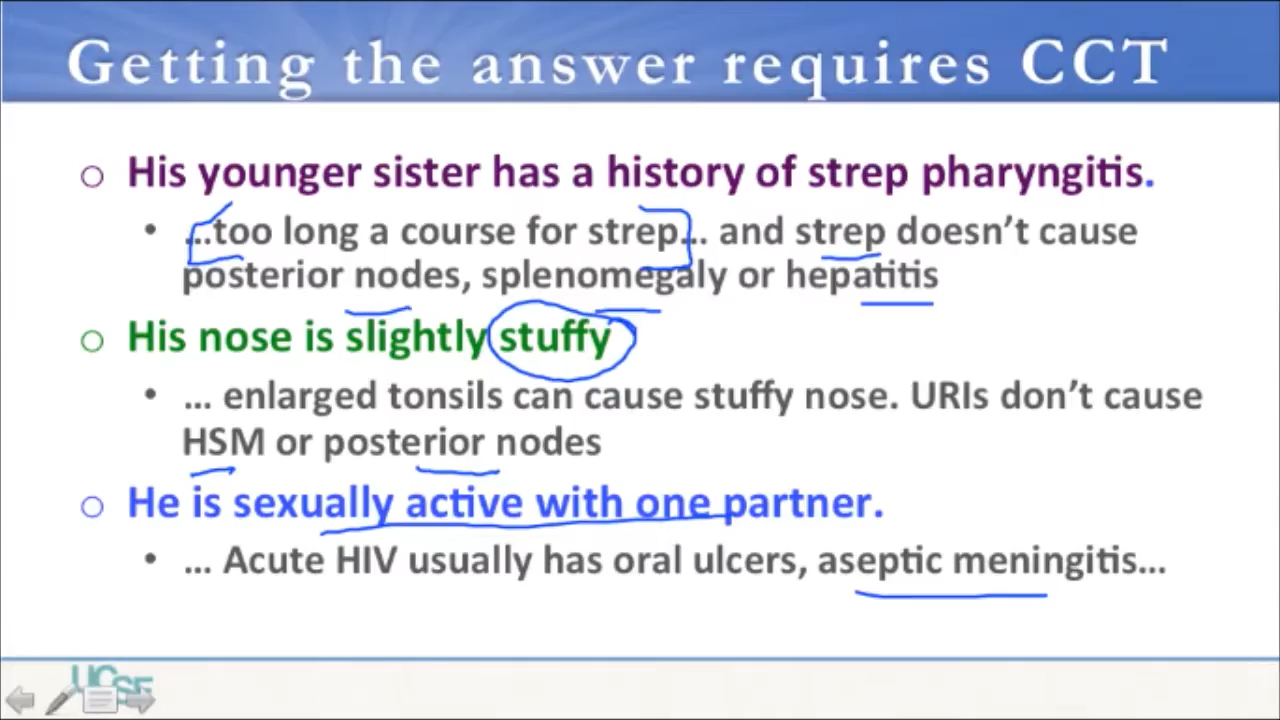 Getting the answer requires CCT
o His younger sister has a history of strep pharyngitis.
• …too long a course for strep… and strep doesn't cause
posterior nodes, splenomegaly or hepatitis
o His nose is slightly stuffy
• … enlarged tonsils can cause stuffy nose. URIs don't cause
HSM or posterior nodes
o He is sexually active with one partner.
• … Acute HIV usually has oral ulcers, aseptic meningitis…
UCSF